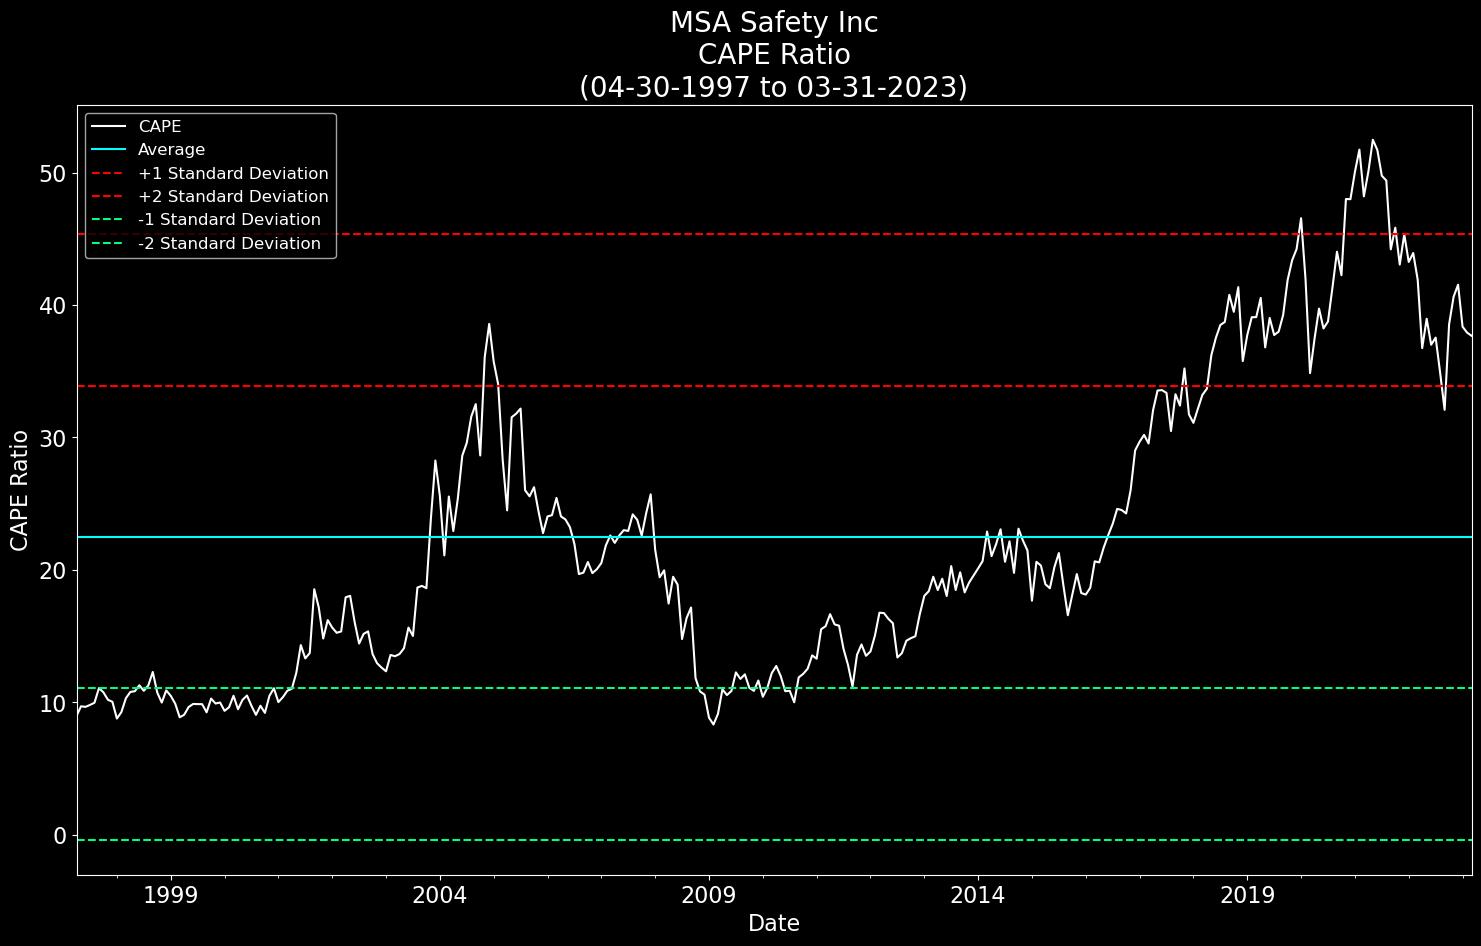 MSA Safety Inc
CAPE Ratio
(04-30-1997 to 03-31-2023)
CAPE
Average
+1 Standard Deviation
+2 Standard Deviation
-1 Standard Deviation
-2 Standard Deviation
50
40
30
20
10
0
CAPE Ratio
1999 2004 2009 2014 2019
Date